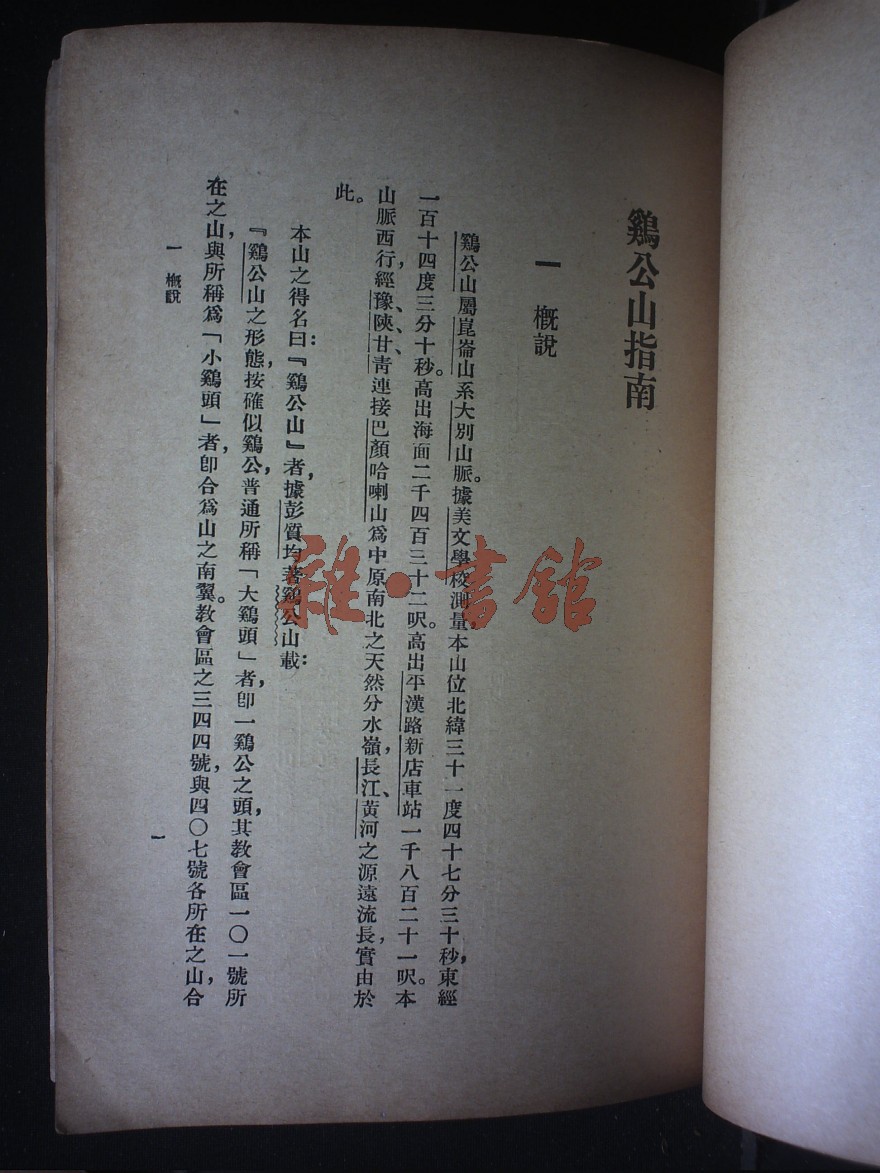 鷄公山指南
一 槪說
鷄公山屬崑崙山系大別山脈。據美文學校測量，本山位北緯三十一度四十七分三十秒，東經
一百十四度三分十秒。高出海面二千四百三十二呎。高出平漢路新店車站一千八百二十一呎。本
山脈西行，經豫、陝、甘、青連接巴顏哈喇山爲中原南北之天然分水嶺，長江、黃河之源遠流長，實由於
此。
本山之得名曰：『鷄公山』者，據彭質均著鷄公山載：
『鷄公山之形態，按確似鷄公，普通所稱「大鷄頭」者，卽一鷄公之頭，其教會區一〇一號所
在之山，與所稱爲「小鷄頭」者，卽合爲山之南翼。教會區之三四四號，與四〇七號各所在之山，合
一 槪說
一
雜·書館